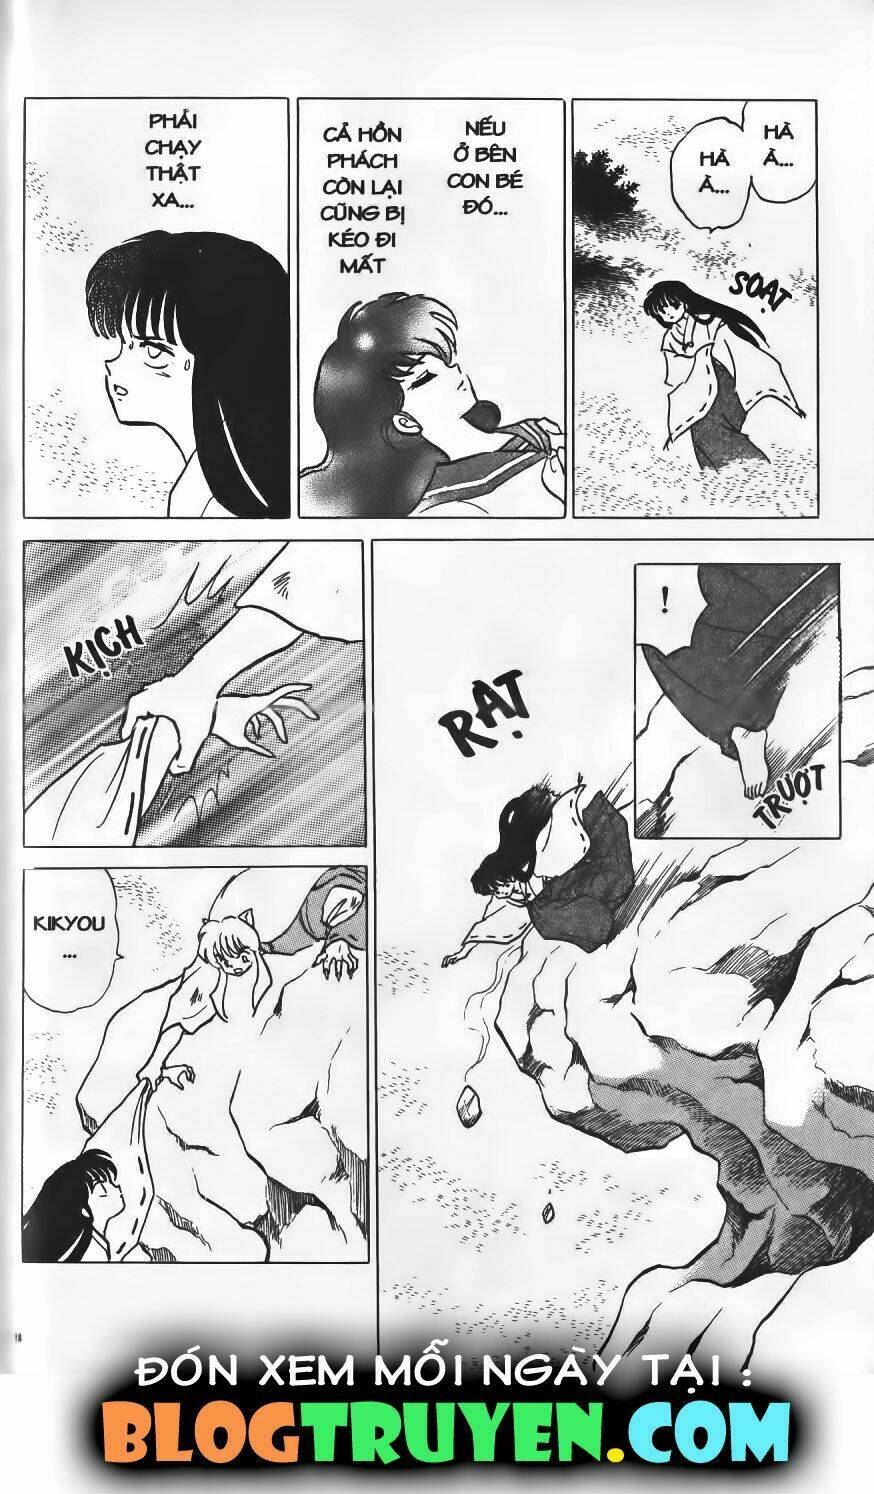 HÀ
À...
HÀ
À...
SOẠT
NẾU
Ở BÊN
CON BÉ
ĐÓ...
CẢ HỒN
PHÁCH
CÒN LẠI
CŨNG BỊ
KÉO ĐI
MẤT
PHẢI
CHẠY
THẬT
XA...
!
TRƯỢT
RẠT
KỊCH
KIKYOU
...
18
ĐÓN XEM MỖI NGÀY TẠI :
BLOGTRUYEN.COM